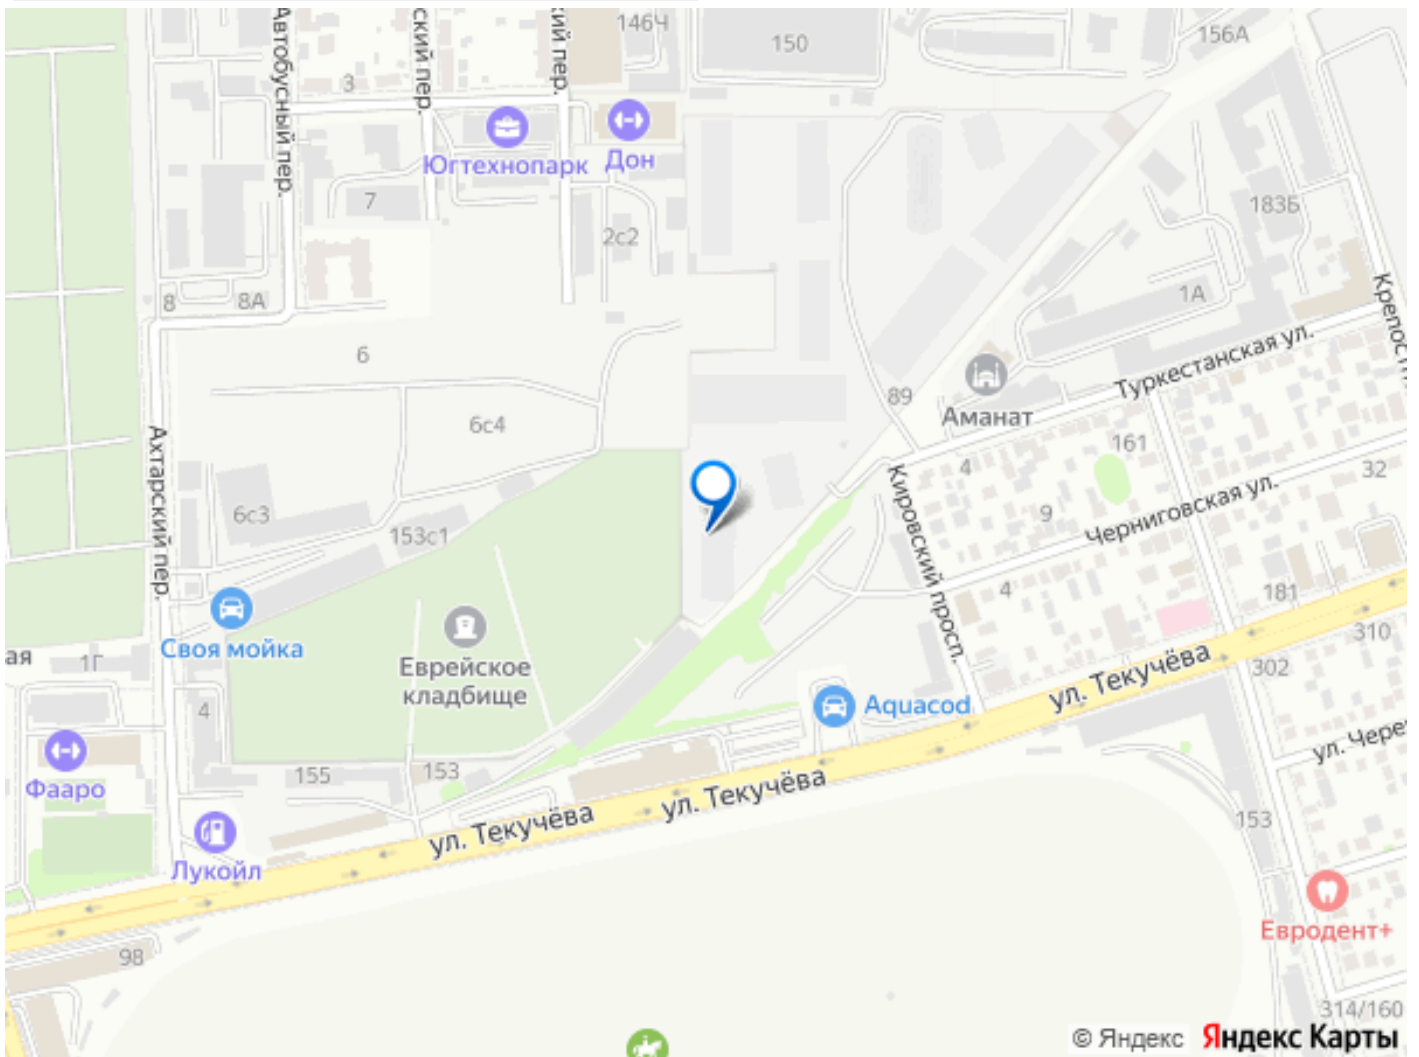 146Ч
150
156А
Автобусный пер.
ский пер.
кий пер.
3
Югтехнопарк
Дон
7
2с2
183Б
8
8А
1А
Крепостн
6
Туркестанская ул.
89
Аманат
6с4
161
4
32
Ахтарский пер.
6с3
153с1
Кировский просп.
9
Черниговская ул.
4
181
310
302
Своя мойка
ая
1Г
Еврейское
кладбище
4
ул. Текучёва
Aquacod
ул. Чере
Фааро
155
153
ул. Текучёва
ул. Текучёва
153
Лукойл
Евродент+
98
314/160
© Яндекс
Яндекс Карты